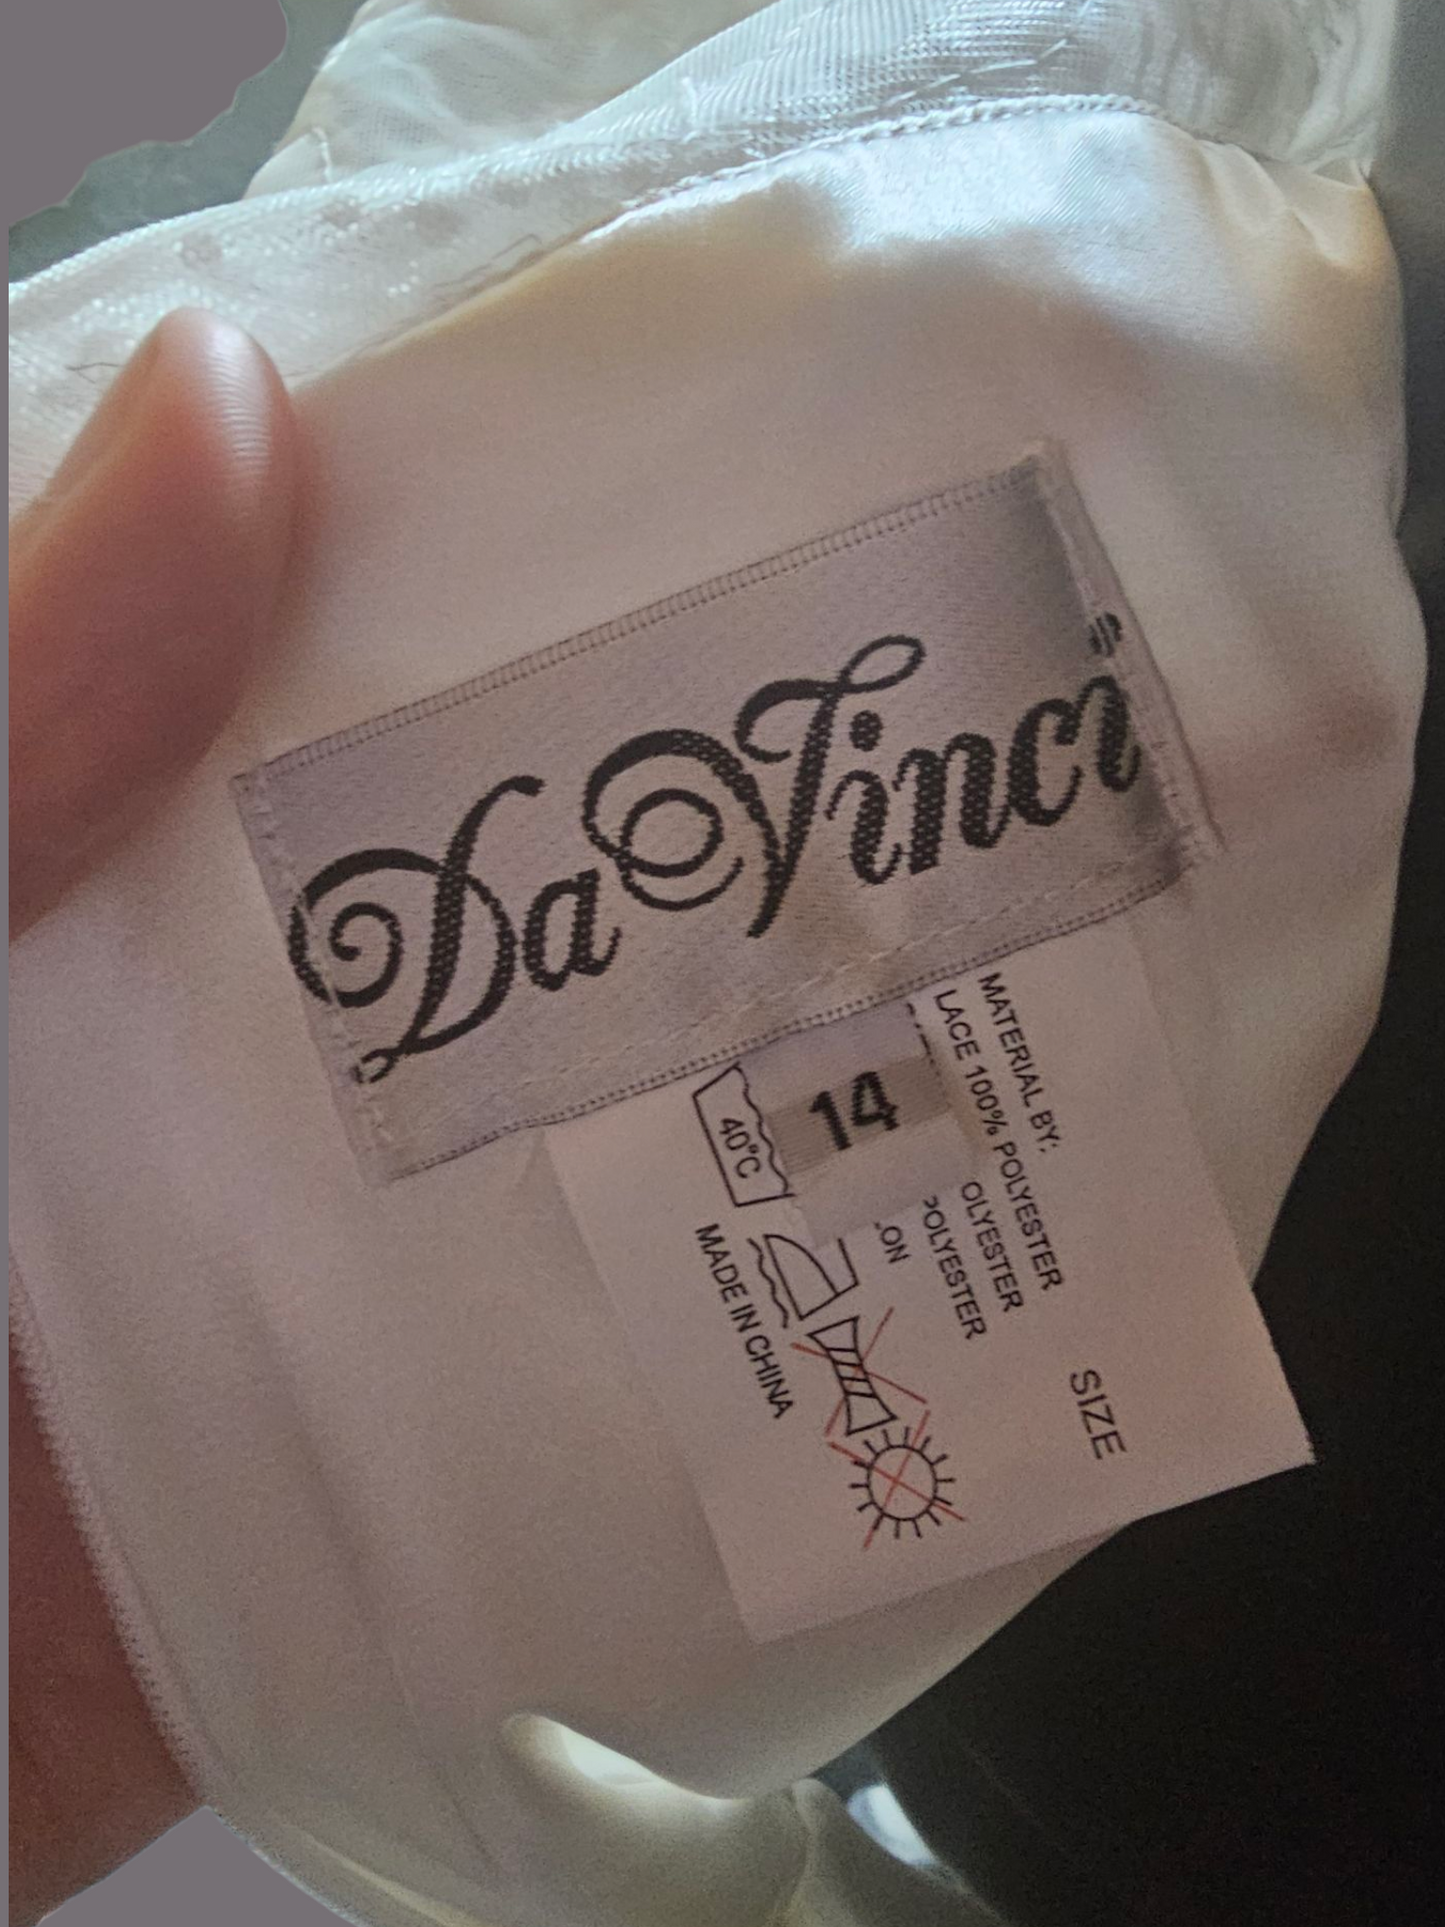 Da Vinci
14
MATERIAL BY:
LACE 100% POLYESTER
OLYESTER
POLYESTER
ON
40°C
MADE IN CHINA
SIZE